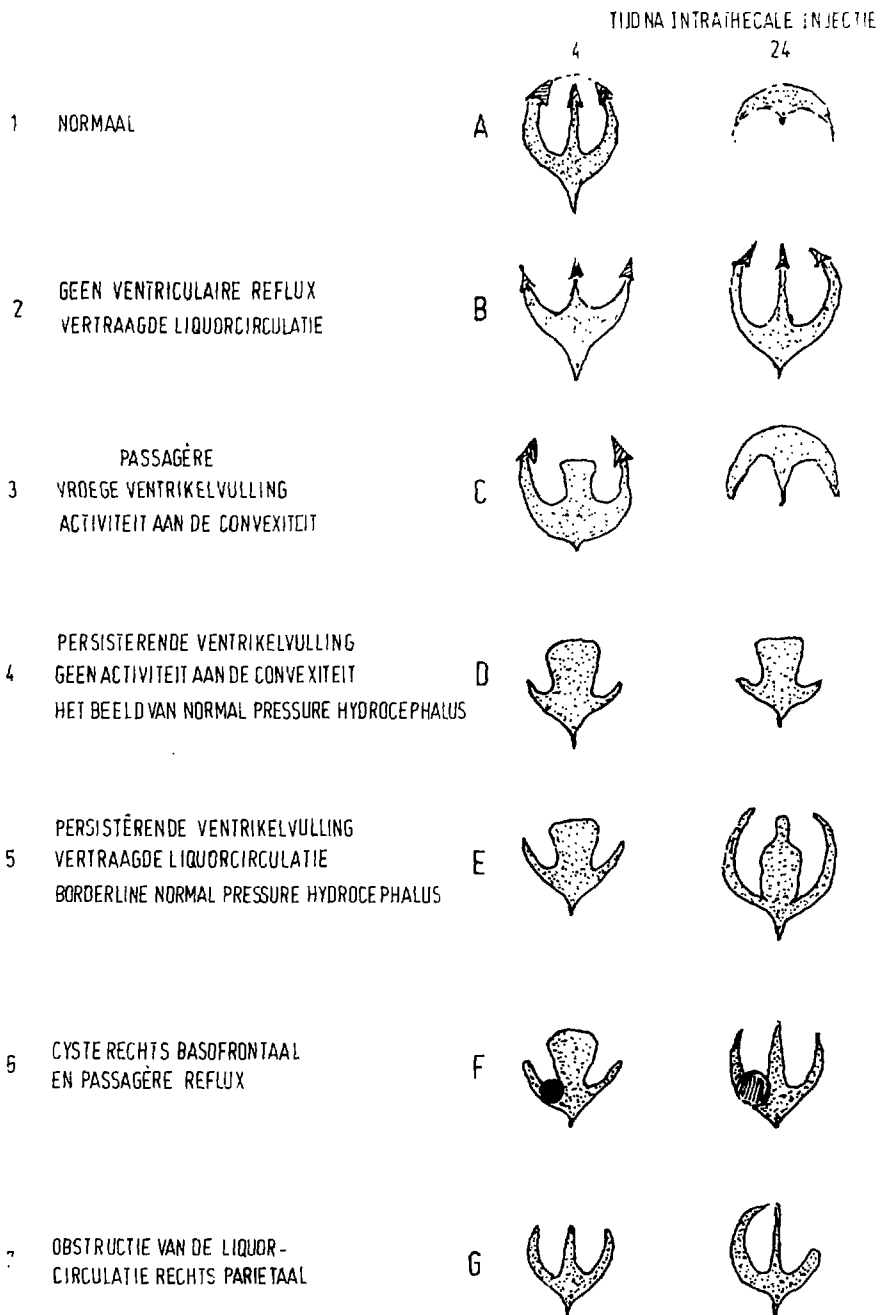 TIJD NA INTRATHECALE INJECTIE
4 24
1 NORMAAL A
2 GEEN VENTRICULAIRE REFLUX
VERTRAAGDE LIQUORCIRCULATIE B
PASSAGÈRE
3 VROEGE VENTRIKELVULLING C
ACTIVITEIT AAN DE CONVEXITEIT
PERSISTERENDE VENTRIKELVULLING
4 GEEN ACTIVITEIT AAN DE CONVEXITEIT D
HET BEELD VAN NORMAL PRESSURE HYDROCEPHALUS
PERSISTÈRENDE VENTRIKELVULLING
5 VERTRAAGDE LIQUORCIRCULATIE E
BORDERLINE NORMAL PRESSURE HYDROCEPHALUS
6 CYSTE RECHTS BASOFRONTAAL F
EN PASSAGÈRE REFLUX
7 OBSTRUCTIE VAN DE LIQUOR-
CIRCULATIE RECHTS PARIETAAL G